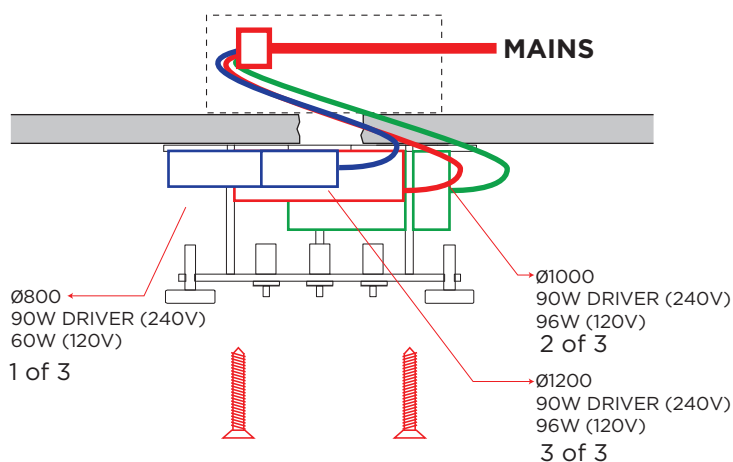 MAINS
Ø800
90W DRIVER (240V)
60W (120V)
1 of 3
Ø1000
90W DRIVER (240V)
96W (120V)
2 of 3
Ø1200
90W DRIVER (240V)
96W (120V)
3 of 3